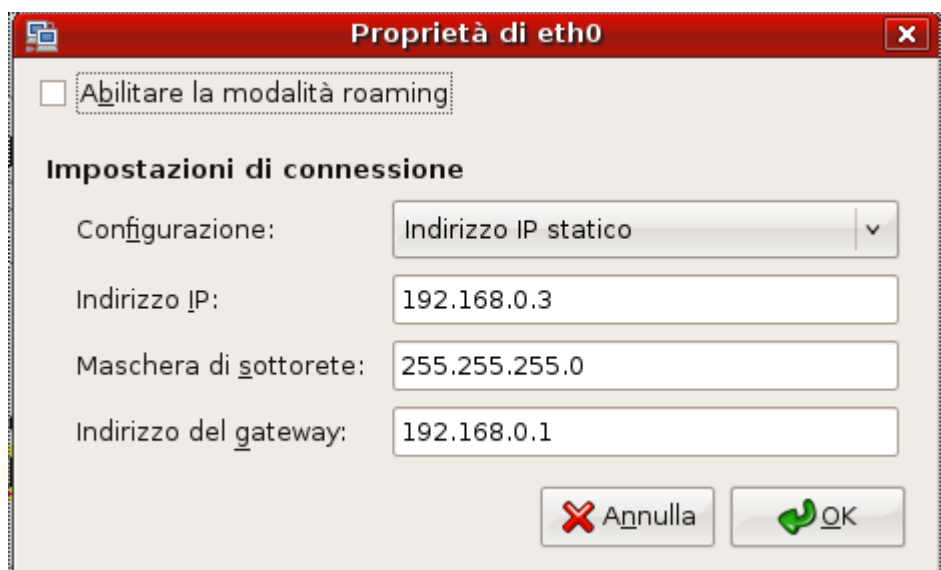 Proprietà di eth0
Abilitare la modalità roaming
Impostazioni di connessione
Configurazione: Indirizzo IP statico
Indirizzo IP: 192.168.0.3
Maschera di sottorete: 255.255.255.0
Indirizzo del gateway: 192.168.0.1
Annulla OK